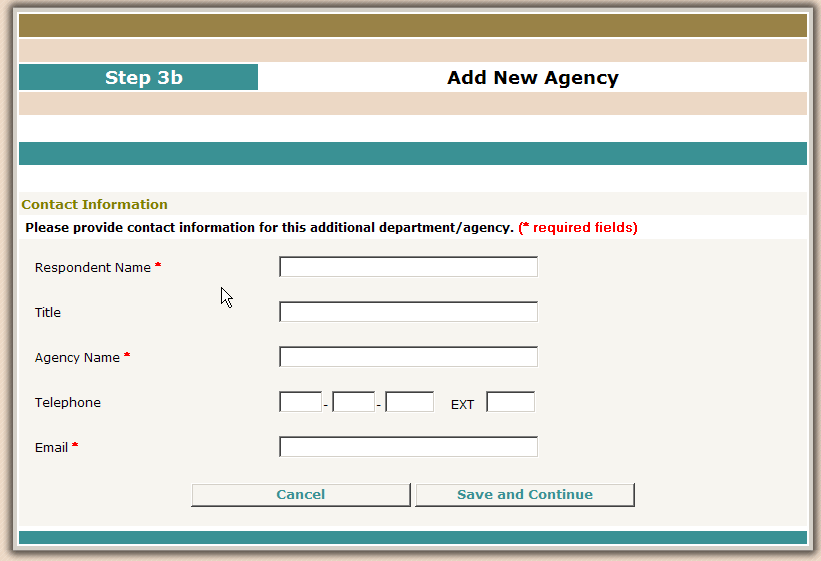 Step 3b Add New Agency
Contact Information
Please provide contact information for this additional department/agency. (* required fields)
Respondent Name *
Title
Agency Name *
Telephone - - EXT
Email *
Cancel Save and Continue